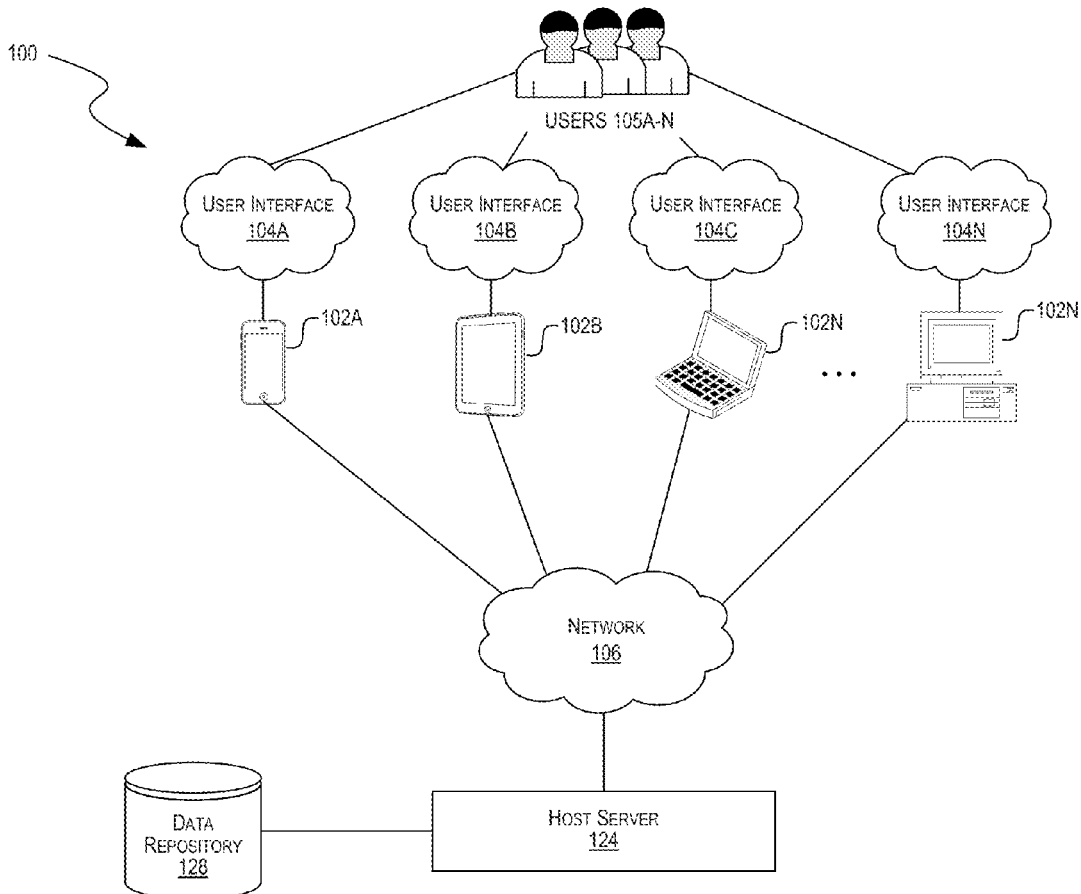 100
USERS 105A-N
USER INTERFACE
104A
USER INTERFACE
104B
USER INTERFACE
104C
USER INTERFACE
104N
102A
102B
102N
102N
...
NETWORK
106
DATA
REPOSITORY
128
HOST SERVER
124